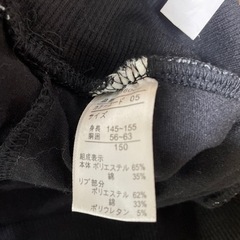 05
サイズ
身長 145-155
胸囲 56-63
150
組成表示
本体 ポリエステル 65%
綿 35%
リブ部分
ポリエステル 62%
綿 33%
ポリウレタン 5%